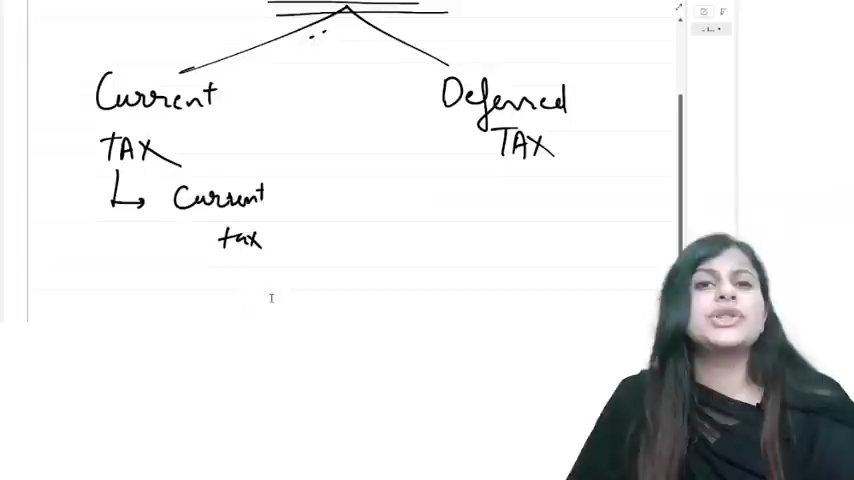 Current
TAX
Deferred
TAX
Current
tax